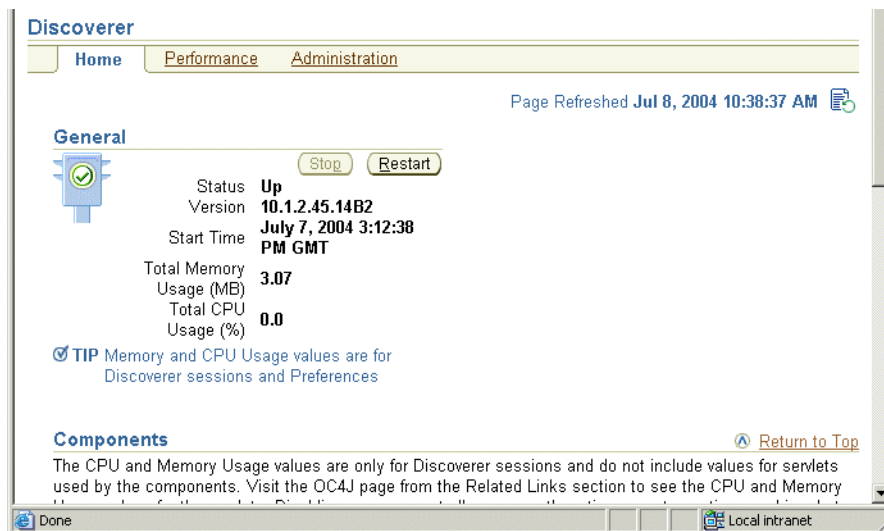 Discoverer
Home Performance Administration
Page Refreshed Jul 8, 2004 10:38:37 AM
General
Stop Restart
Status Up
Version 10.1.2.45.14B2
Start Time July 7, 2004 3:12:38
PM GMT
Total Memory
Usage (MB) 3.07
Total CPU
Usage (%) 0.0
TIP Memory and CPU Usage values are for
Discoverer sessions and Preferences
Components Return to Top
The CPU and Memory Usage values are only for Discoverer sessions and do not include values for servlets
used by the components. Visit the OC4J page from the Related Links section to see the CPU and Memory
Done Local intranet